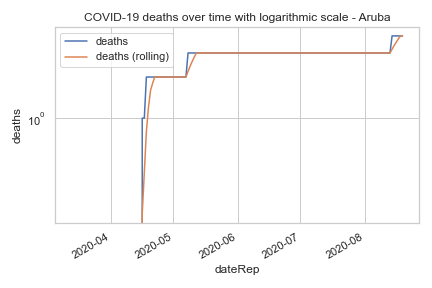 COVID-19 deaths over time with logarithmic scale - Aruba
deaths
deaths (rolling)
deaths
10⁰
2020-04
2020-05
2020-06
2020-07
2020-08
dateRep